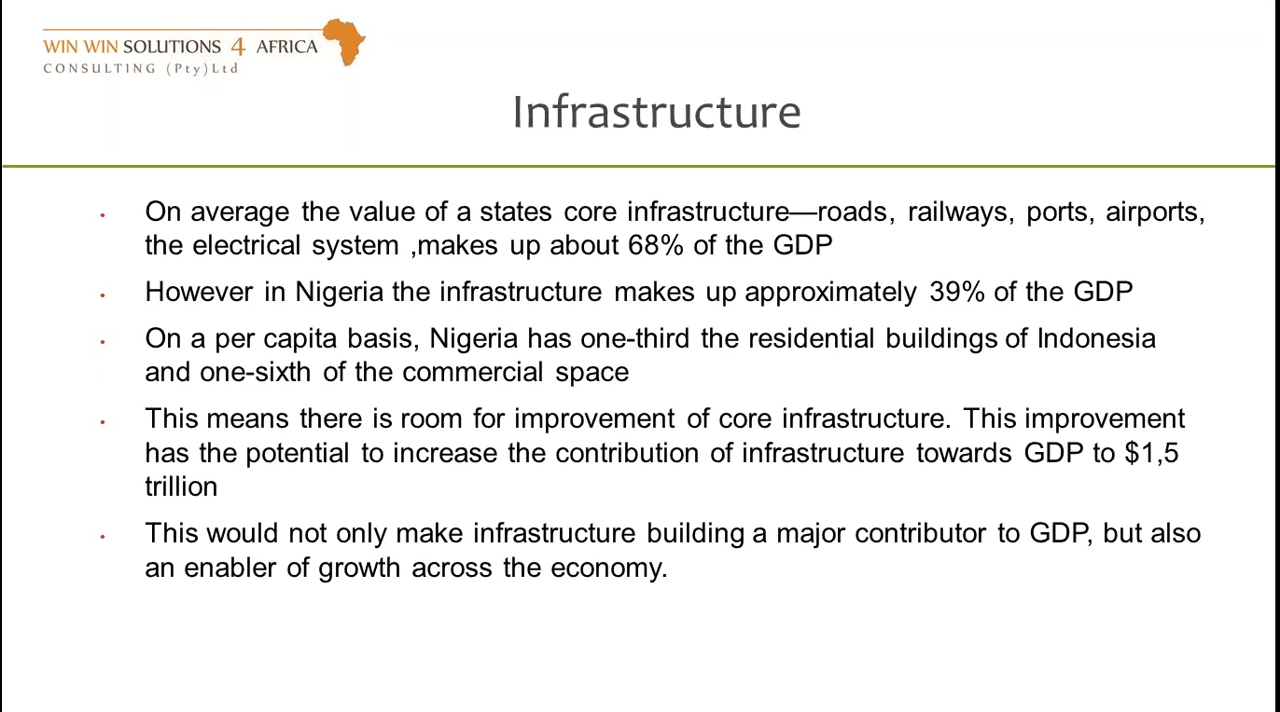 WIN WIN SOLUTIONS 4 AFRICA
CONSULTING (Pty)Ltd
Infrastructure
• On average the value of a states core infrastructure—roads, railways, ports, airports,
the electrical system ,makes up about 68% of the GDP
• However in Nigeria the infrastructure makes up approximately 39% of the GDP
• On a per capita basis, Nigeria has one-third the residential buildings of Indonesia
and one-sixth of the commercial space
• This means there is room for improvement of core infrastructure. This improvement
has the potential to increase the contribution of infrastructure towards GDP to $1,5
trillion
• This would not only make infrastructure building a major contributor to GDP, but also
an enabler of growth across the economy.